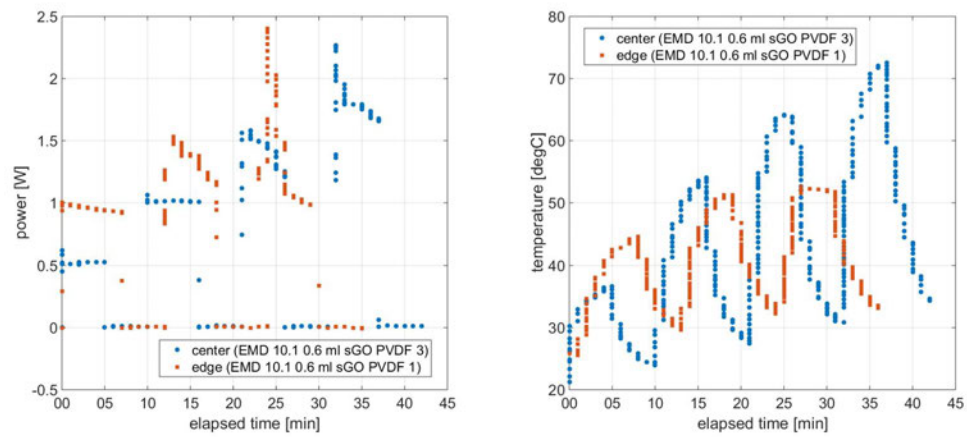 2.5
2
1.5
1
0.5
0
-0.5
power [W]
00 05 10 15 20 25 30 35 40 45
elapsed time [min]
center (EMD 10.1 0.6 ml sGO PVDF 3)
edge (EMD 10.1 0.6 ml sGO PVDF 1)
80
70
60
50
40
30
20
temperature [degC]
00 05 10 15 20 25 30 35 40 45
elapsed time [min]
center (EMD 10.1 0.6 ml sGO PVDF 3)
edge (EMD 10.1 0.6 ml sGO PVDF 1)